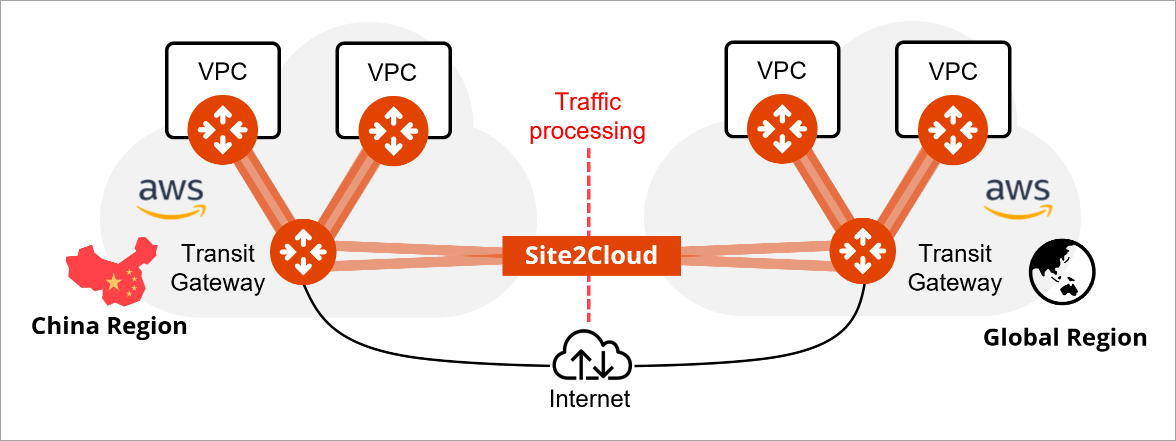 VPC
VPC
VPC
VPC
Traffic
processing
aws
aws
Transit
Gateway
Site2Cloud
Transit
Gateway
China Region
Global Region
Internet